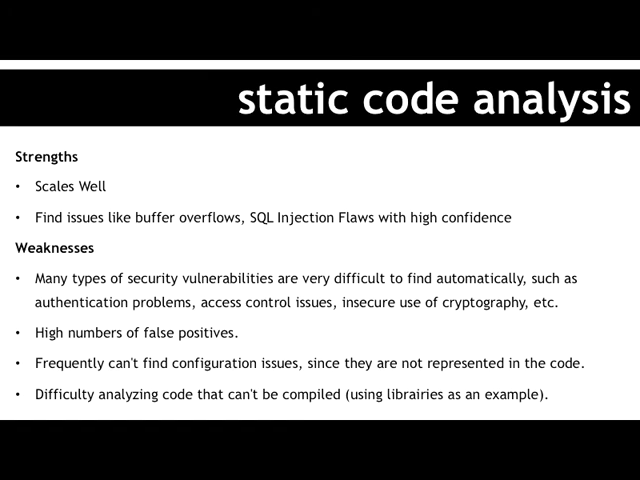 static code analysis
Strengths
• Scales Well
• Find issues like buffer overflows, SQL Injection Flaws with high confidence
Weaknesses
• Many types of security vulnerabilities are very difficult to find automatically, such as
authentication problems, access control issues, insecure use of cryptography, etc.
• High numbers of false positives.
• Frequently can't find configuration issues, since they are not represented in the code.
• Difficulty analyzing code that can't be compiled (using librairies as an example).